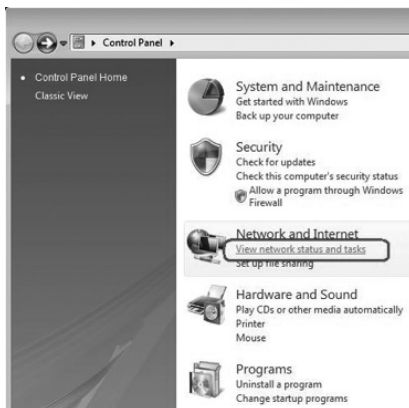 Control Panel
Control Panel Home
Classic View
System and Maintenance
Get started with Windows
Back up your computer
Security
Check for updates
Check this computer's security status
Allow a program through Windows
Firewall
Network and Internet
View network status and tasks
Set up file sharing
Hardware and Sound
Play CDs or other media automatically
Printer
Mouse
Programs
Uninstall a program
Change startup programs